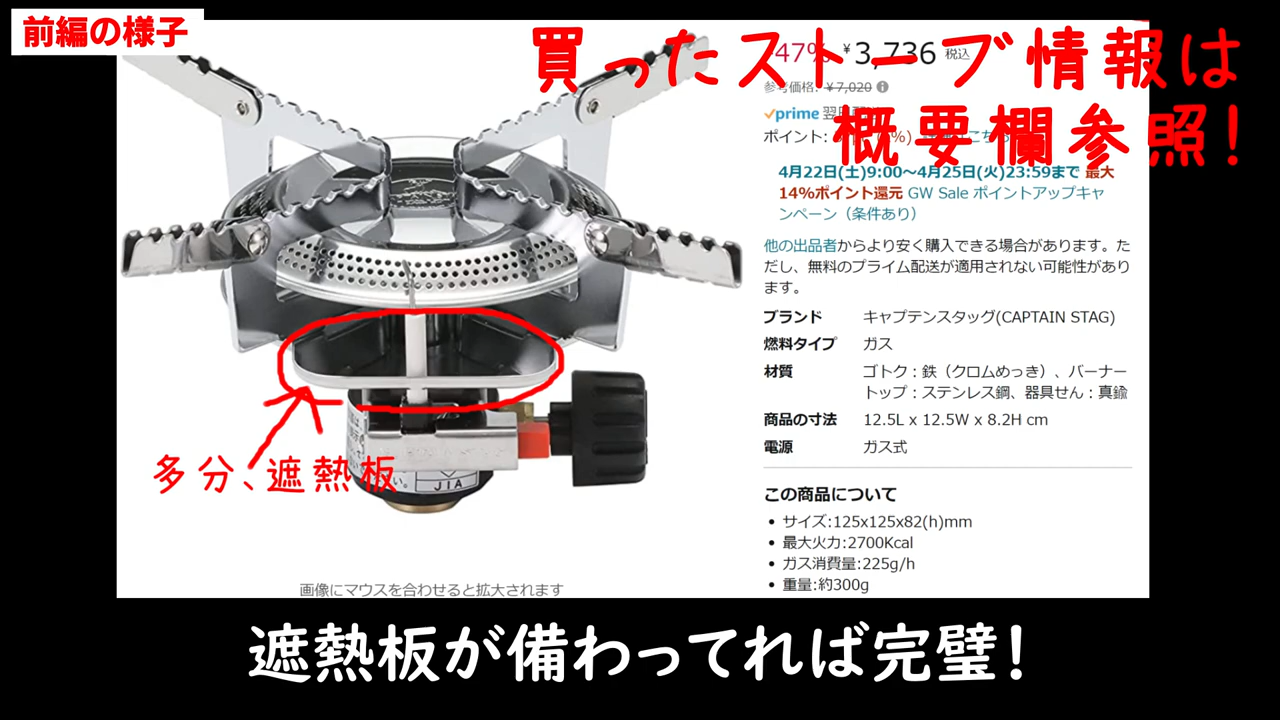 前編の様子
買ったストーブ情報は
概要欄参照!
47% ¥3,736 税込
参考価格: ¥7,020
prime
ポイント:
4月22日(土)9:00~4月25日(火)23:59まで 最大
14%ポイント還元 GW Sale ポイントアップキャ
ンペーン（条件あり）
他の出品者からより安く購入できる場合があります。た
だし、無料のプライム配送が適用されない可能性があり
ます。
ブランド キャプテンスタッグ(CAPTAIN STAG)
燃料タイプ ガス
材質 ゴトク：鉄（クロムめっき）、バーナー
トップ：ステンレス鋼、器具せん：真鍮
商品の寸法 12.5L x 12.5W x 8.2H cm
電源 ガス式
この商品について
• サイズ:125x125x82(h)mm
• 最大火力:2700Kcal
• ガス消費量:225g/h
• 重量:約300g
多分、遮熱板
い。 JIA
画像にマウスを合わせると拡大されます
遮熱板が備わってれば完璧!